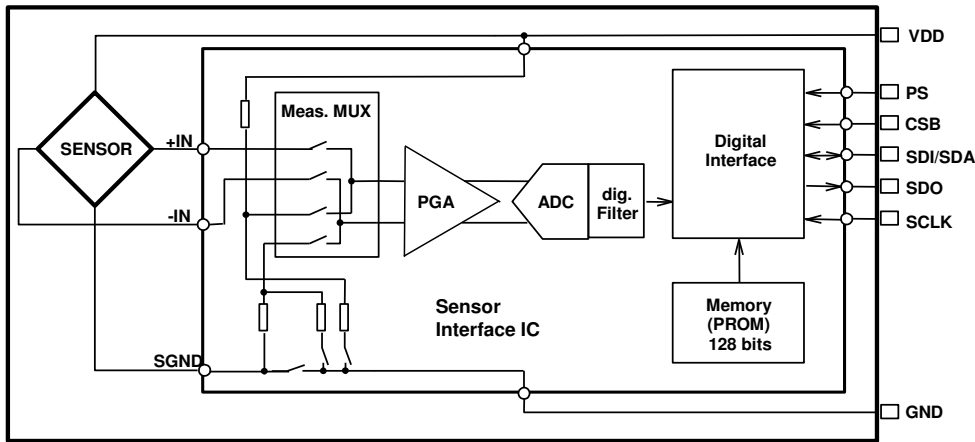 VDD
PS
CSB
SDI/SDA
SDO
SCLK
GND
SENSOR
+IN
-IN
SGND
Meas. MUX
PGA
ADC
dig.
Filter
Digital
Interface
Memory
(PROM)
128 bits
Sensor
Interface IC